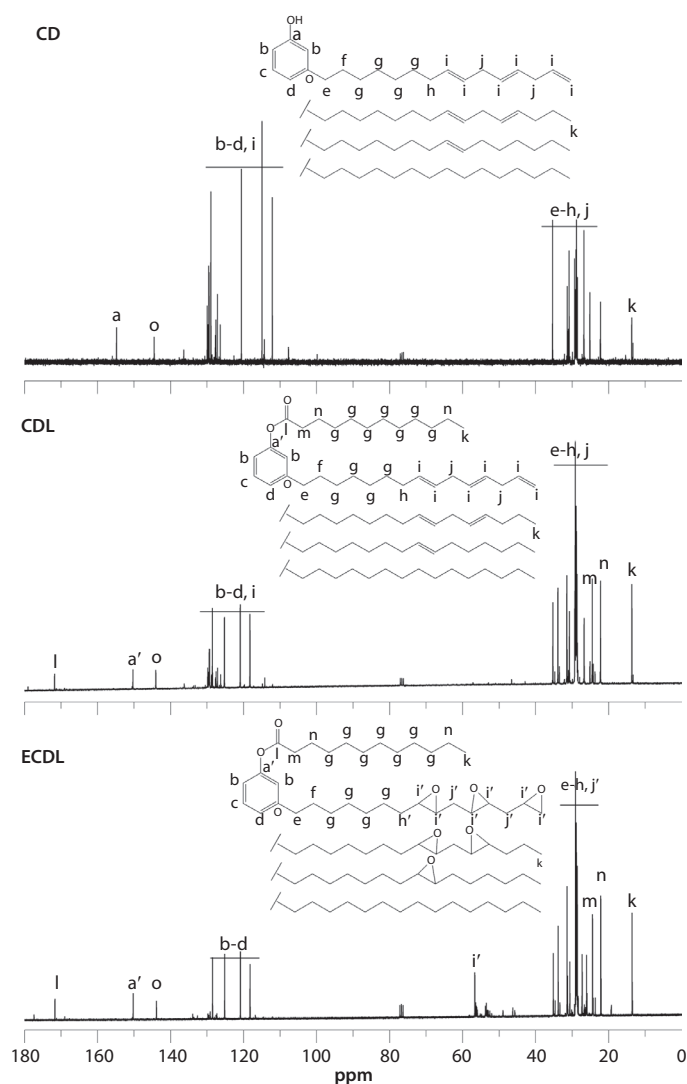 CD
OH
a
b b
f g g i j i i
c o
d e g g h i i j i
k
b-d, i
e-h, j
a
o
k
CDL
O
n g g g n
O l m g g g g k
a'
b b
f g g i j i i
c o
d e g g h i i j i
k
e-h, j
b-d, i
l
a'
o
m
n
k
ECDL
O
n g g g n
O l m g g g g k
a'
b b
f g g i' O j' O i' i' O
c o
d e g g h' i' i' j' i'
O O
k
O
e-h, j'
b-d
l
a'
o
i'
m
n
k
180 160 140 120 100 80 60 40 20 0
ppm